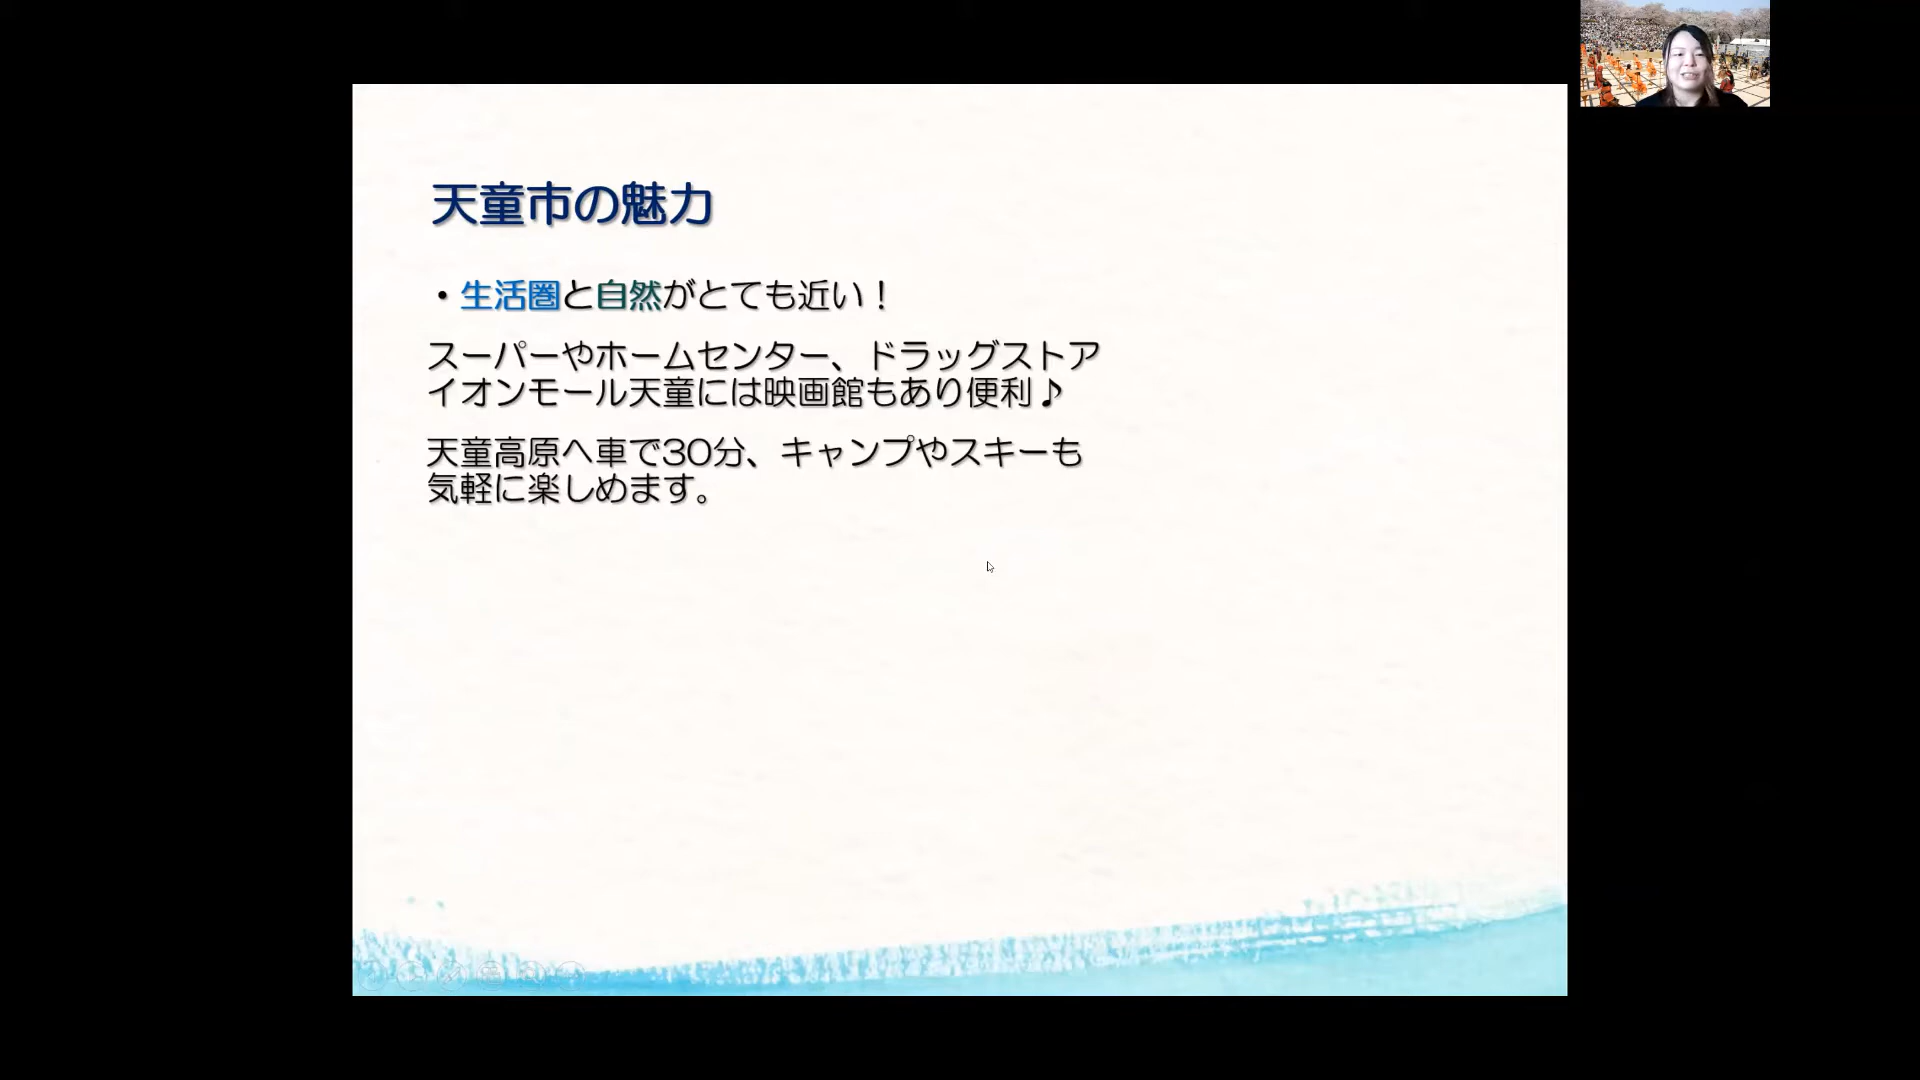 天童市の魅力
・生活圏と自然がとても近い！
スーパーやホームセンター、ドラッグストア
イオンモール天童には映画館もあり便利♪
天童高原へ車で30分、キャンプやスキーも
気軽に楽しめます。